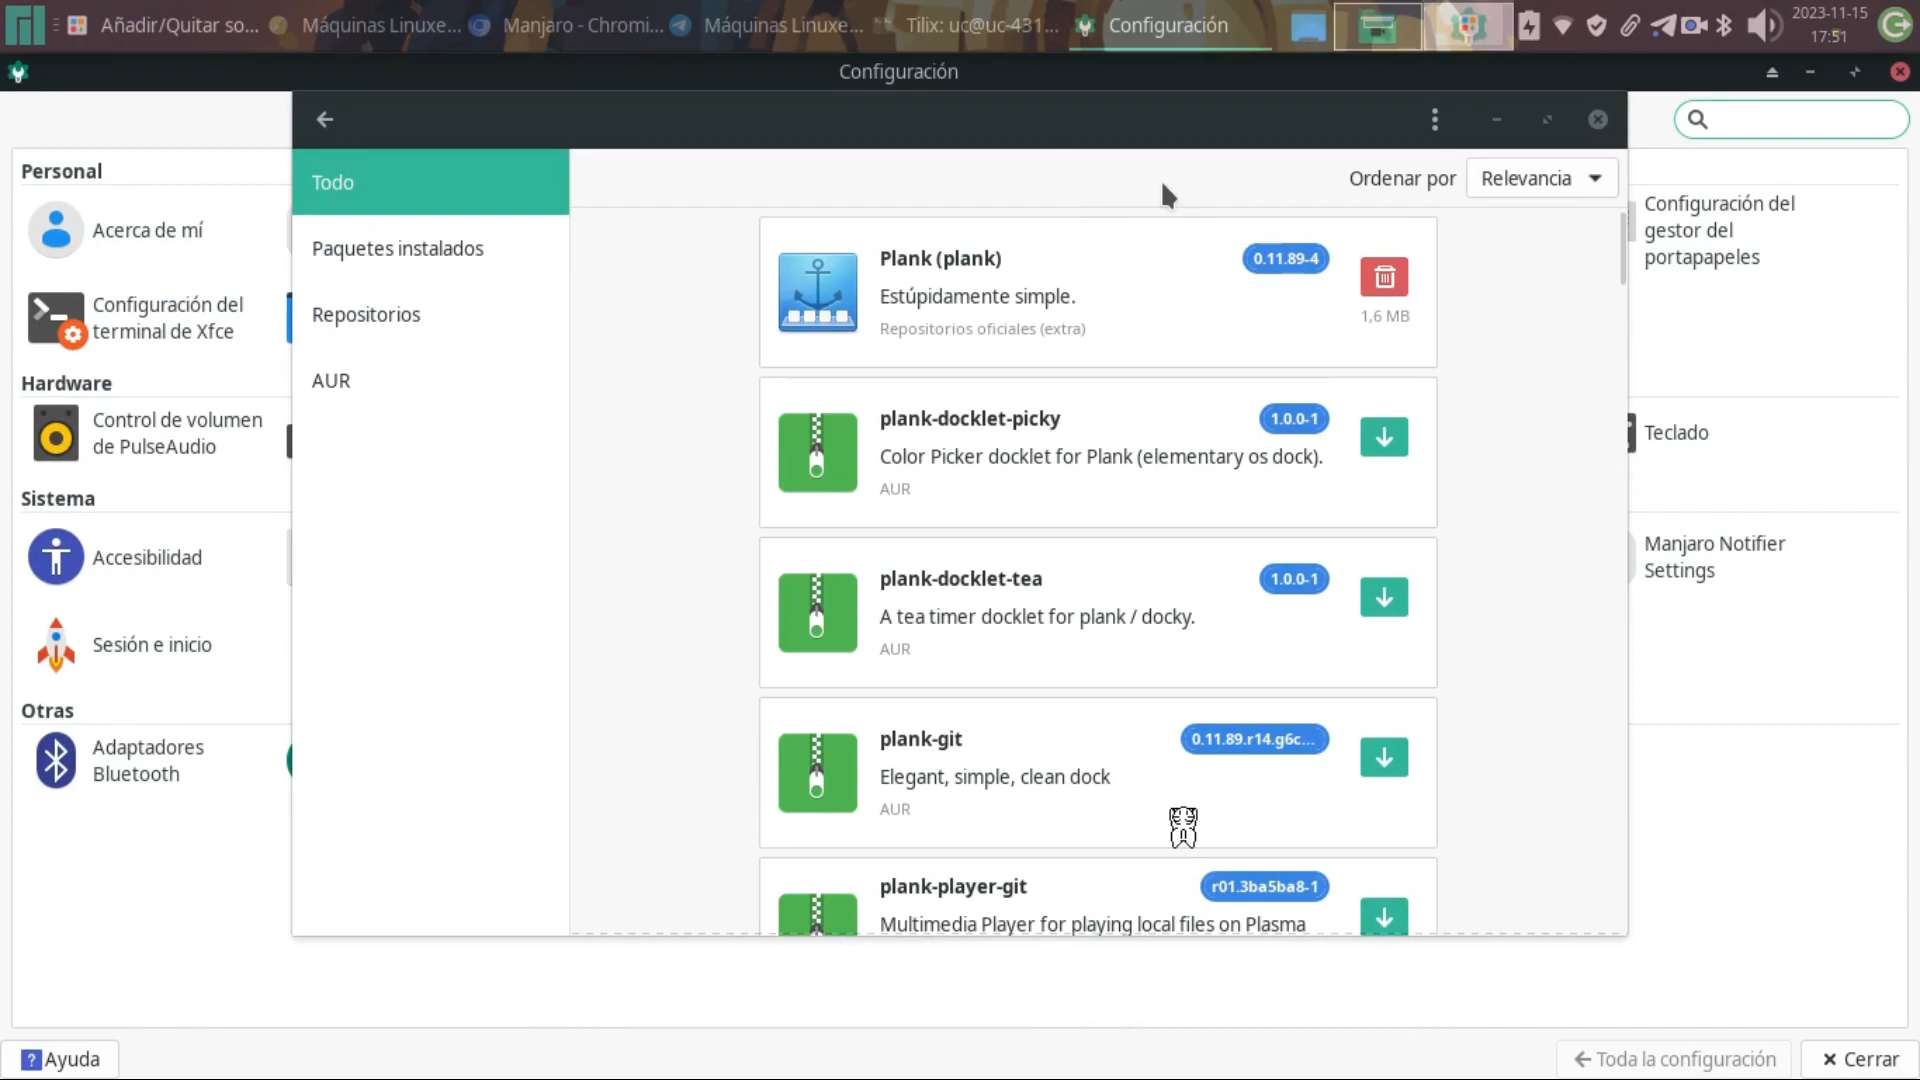 Añadir/Quitar so...
Máquinas Linuxe...
Manjaro - Chromi...
Máquinas Linuxe...
Tilix: uc@uc-431...
Configuración
2023-11-15
17:51
Configuración
Personal
Acerca de mí
Configuración del
terminal de Xfce
Hardware
Control de volumen
de PulseAudio
Sistema
Accesibilidad
Sesión e inicio
Otras
Adaptadores
Bluetooth
Todo
Paquetes instalados
Repositorios
AUR
Ordenar por
Relevancia
Plank (plank)
0.11.89-4
Estúpidamente simple.
Repositorios oficiales (extra)
1,6 MB
plank-docklet-picky
1.0.0-1
Color Picker docklet for Plank (elementary os dock).
AUR
plank-docklet-tea
1.0.0-1
A tea timer docklet for plank / docky.
AUR
plank-git
0.11.89.r14.g6c...
Elegant, simple, clean dock
AUR
plank-player-git
r01.3ba5ba8-1
Multimedia Player for playing local files on Plasma
Configuración del
gestor del
portapapeles
Teclado
Manjaro Notifier
Settings
? Ayuda
Toda la configuración
Cerrar